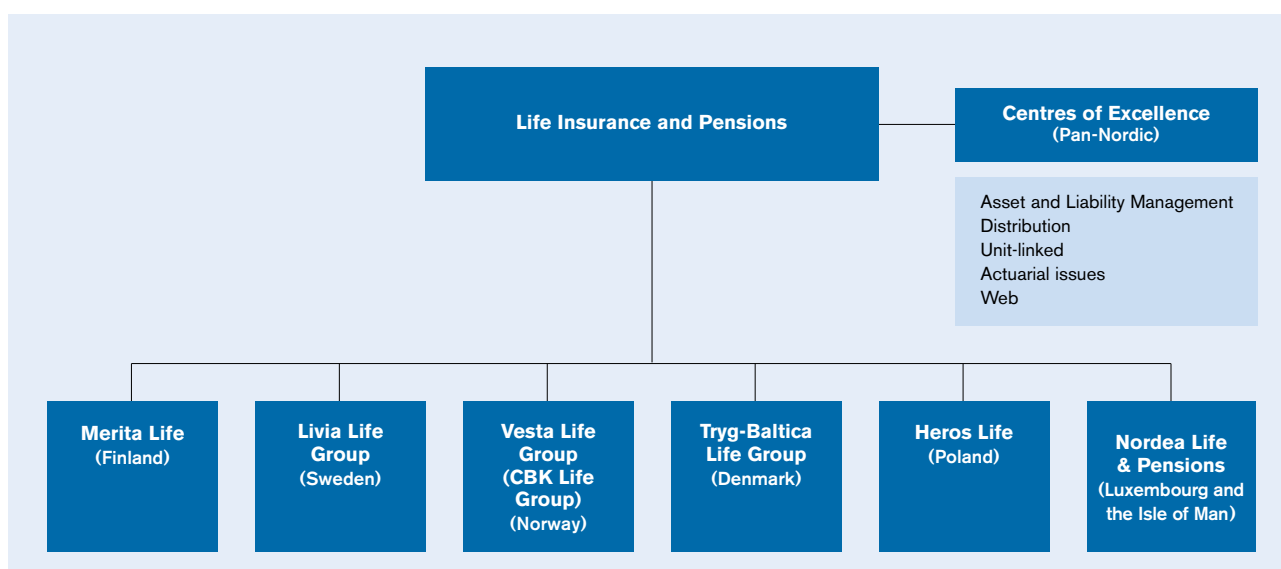 Life Insurance and Pensions
Centres of Excellence
(Pan-Nordic)
Asset and Liability Management
Distribution
Unit-linked
Actuarial issues
Web
Merita Life
(Finland)
Livia Life
Group
(Sweden)
Vesta Life
Group
(CBK Life
Group)
(Norway)
Tryg-Baltica
Life Group
(Denmark)
Heros Life
(Poland)
Nordea Life
& Pensions
(Luxembourg and
the Isle of Man)